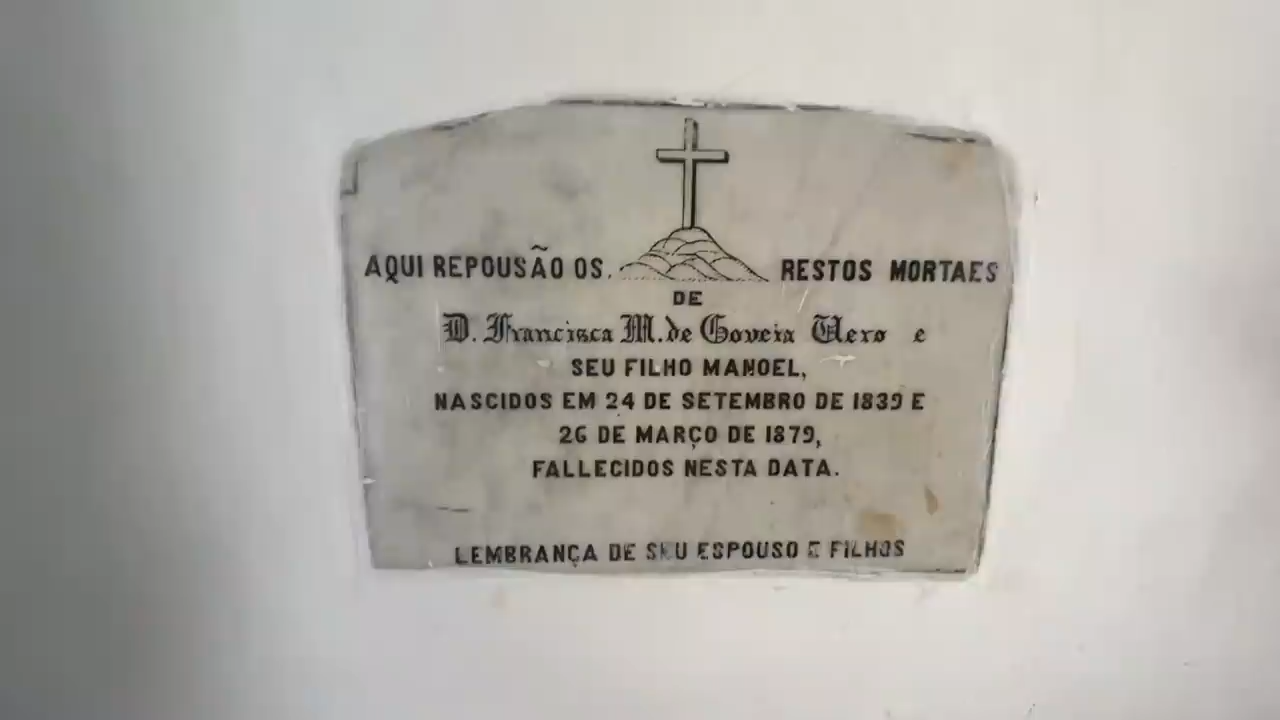 AQUI REPOUSÃO OS. RESTOS MORTAES
DE
D. Francisca M. de Goveia Vero e
SEU FILHO MANOEL,
NASCIDOS EM 24 DE SETEMBRO DE 1839 E
26 DE MARÇO DE 1879,
FALLECIDOS NESTA DATA.
LEMBRANÇA DE SEU ESPOUSO E FILHOS